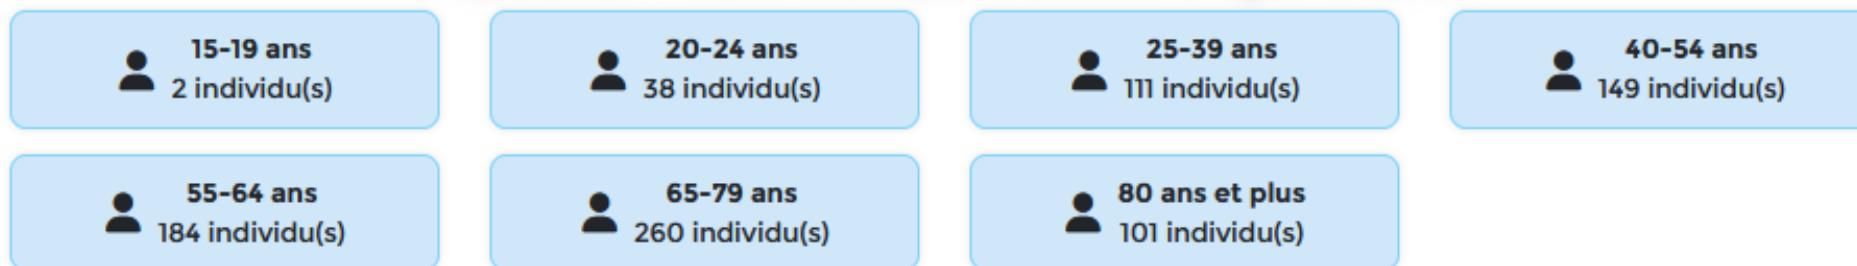 15-19 ans
2 individu(s)
20-24 ans
38 individu(s)
25-39 ans
111 individu(s)
40-54 ans
149 individu(s)
55-64 ans
184 individu(s)
65-79 ans
260 individu(s)
80 ans et plus
101 individu(s)